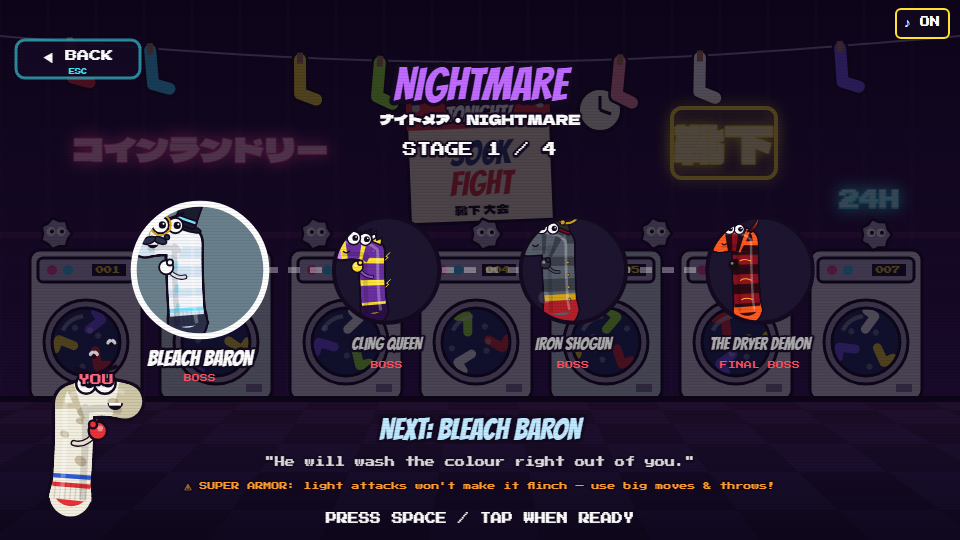 ♪ ON
◀ BACK
ESC
NIGHTMARE
TONIGHT!
ナイトメア・NIGHTMARE
STAGE 1 / 4
コインランドリー
靴下
SOCK
FIGHT
靴下大会
24H
001
007
BLEACH BARON
BOSS
CLING QUEEN
BOSS
IRON SHOGUN
BOSS
THE DRYER DEMON
FINAL BOSS
YOU
NEXT: BLEACH BARON
"He will wash the colour right out of you."
⚠ SUPER ARMOR: light attacks won't make it flinch — use big moves & throws!
PRESS SPACE / TAP WHEN READY